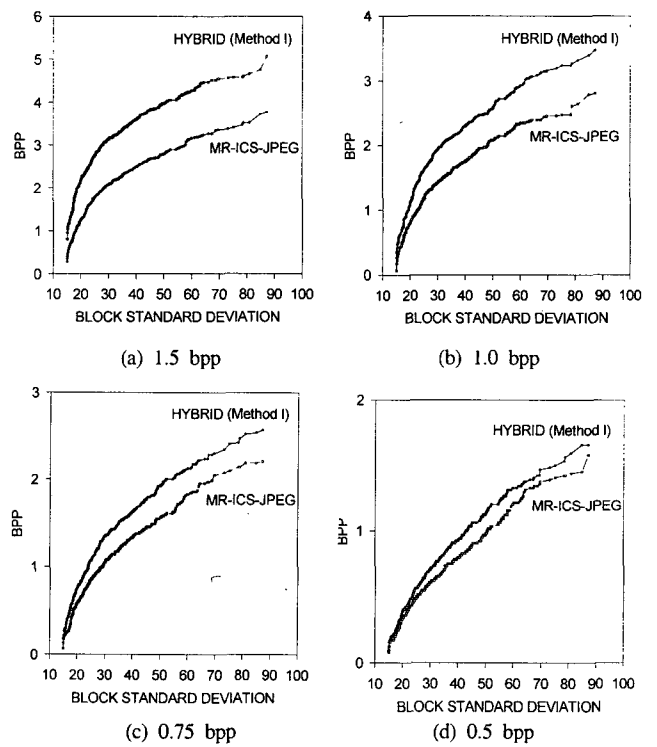 6
5
4
3
2
1
0
BPP
HYBRID (Method I)
MR-ICS-JPEG
10 20 30 40 50 60 70 80 90 100
BLOCK STANDARD DEVIATION
(a) 1.5 bpp
4
3
2
1
0
BPP
HYBRID (Method I)
MR-ICS-JPEG
10 20 30 40 50 60 70 80 90 100
BLOCK STANDARD DEVIATION
(b) 1.0 bpp
3
2
1
0
BPP
HYBRID (Method I)
MR-ICS-JPEG
10 20 30 40 50 60 70 80 90 100
BLOCK STANDARD DEVIATION
(c) 0.75 bpp
2
1
0
BPP
HYBRID (Method I)
MR-ICS-JPEG
10 20 30 40 50 60 70 80 90 100
BLOCK STANDARD DEVIATION
(d) 0.5 bpp